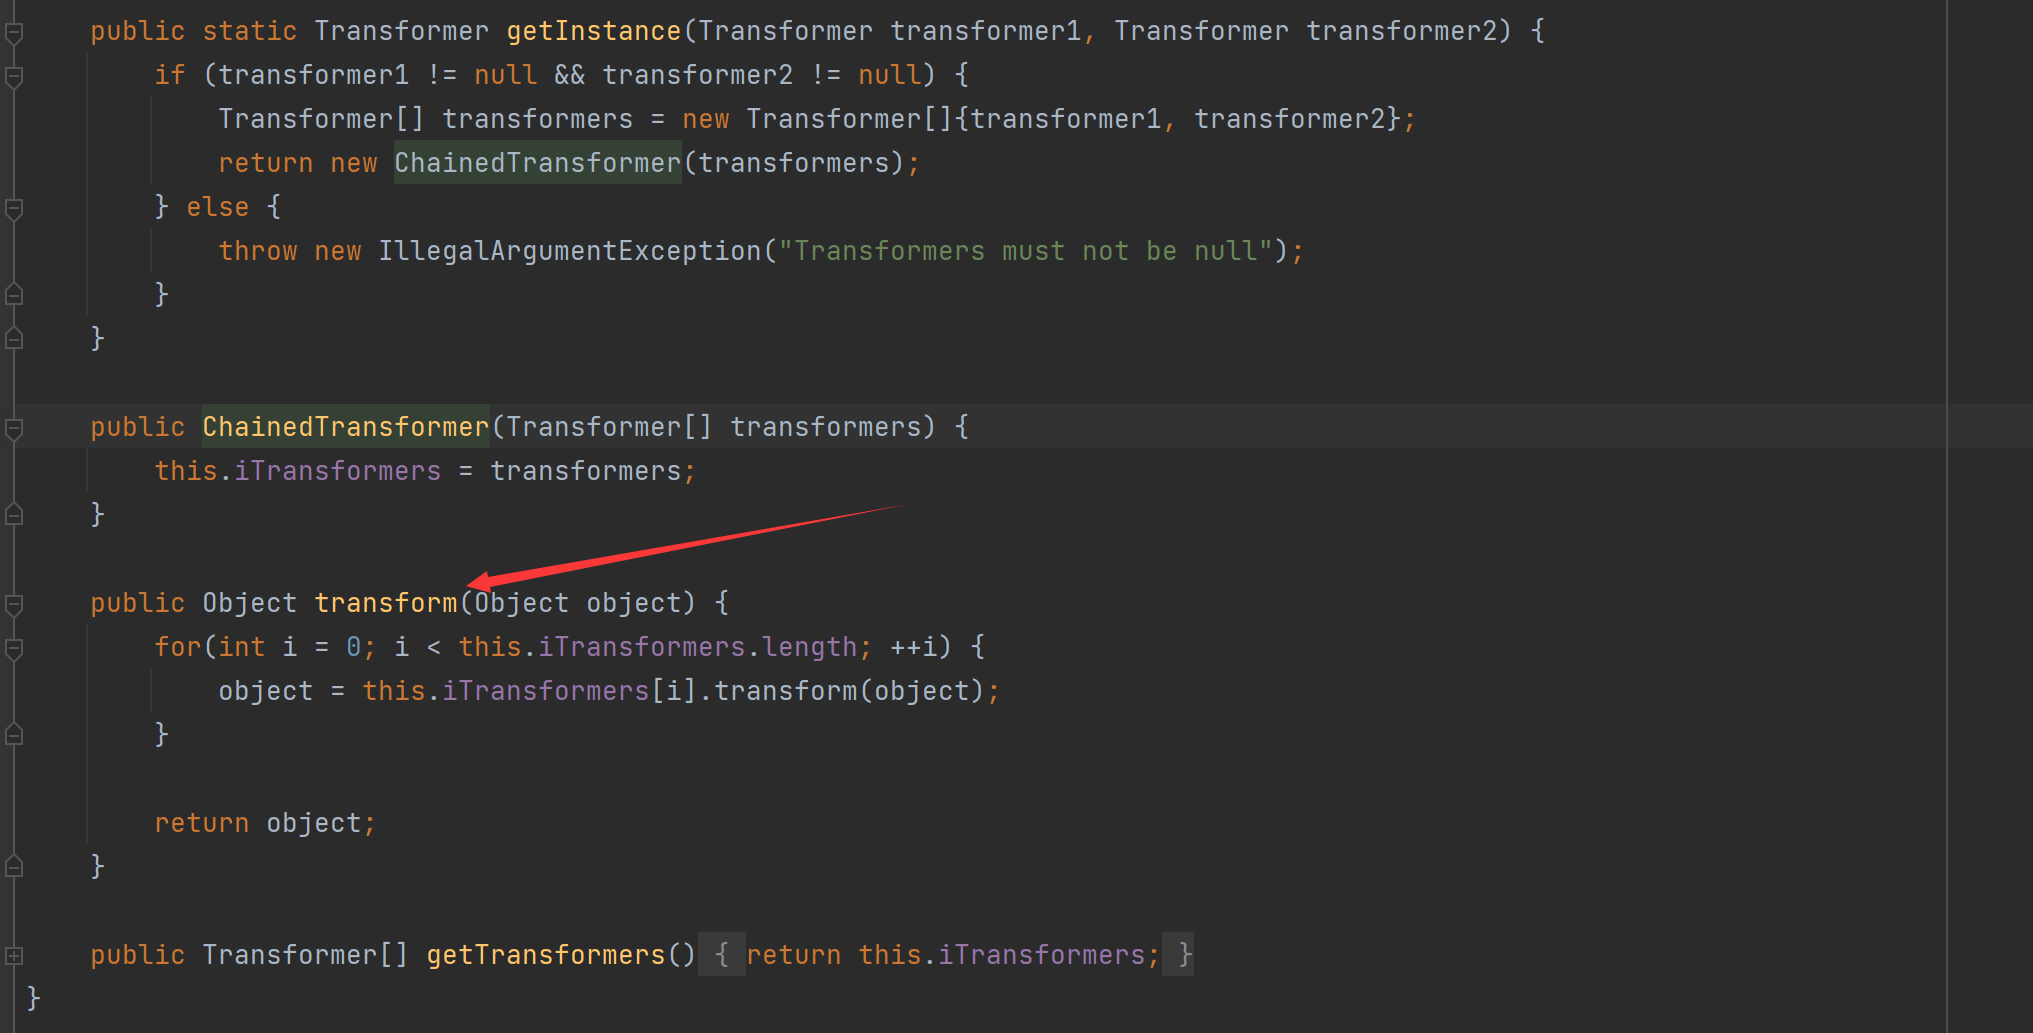 public static Transformer getInstance(Transformer transformer1, Transformer transformer2) {
if (transformer1 != null && transformer2 != null) {
Transformer[] transformers = new Transformer[]{transformer1, transformer2};
return new ChainedTransformer(transformers);
} else {
throw new IllegalArgumentException("Transformers must not be null");
}
}
public ChainedTransformer(Transformer[] transformers) {
this.iTransformers = transformers;
}
public Object transform(Object object) {
for(int i = 0; i < this.iTransformers.length; ++i) {
object = this.iTransformers[i].transform(object);
}
return object;
}
public Transformer[] getTransformers() { return this.iTransformers; }
}